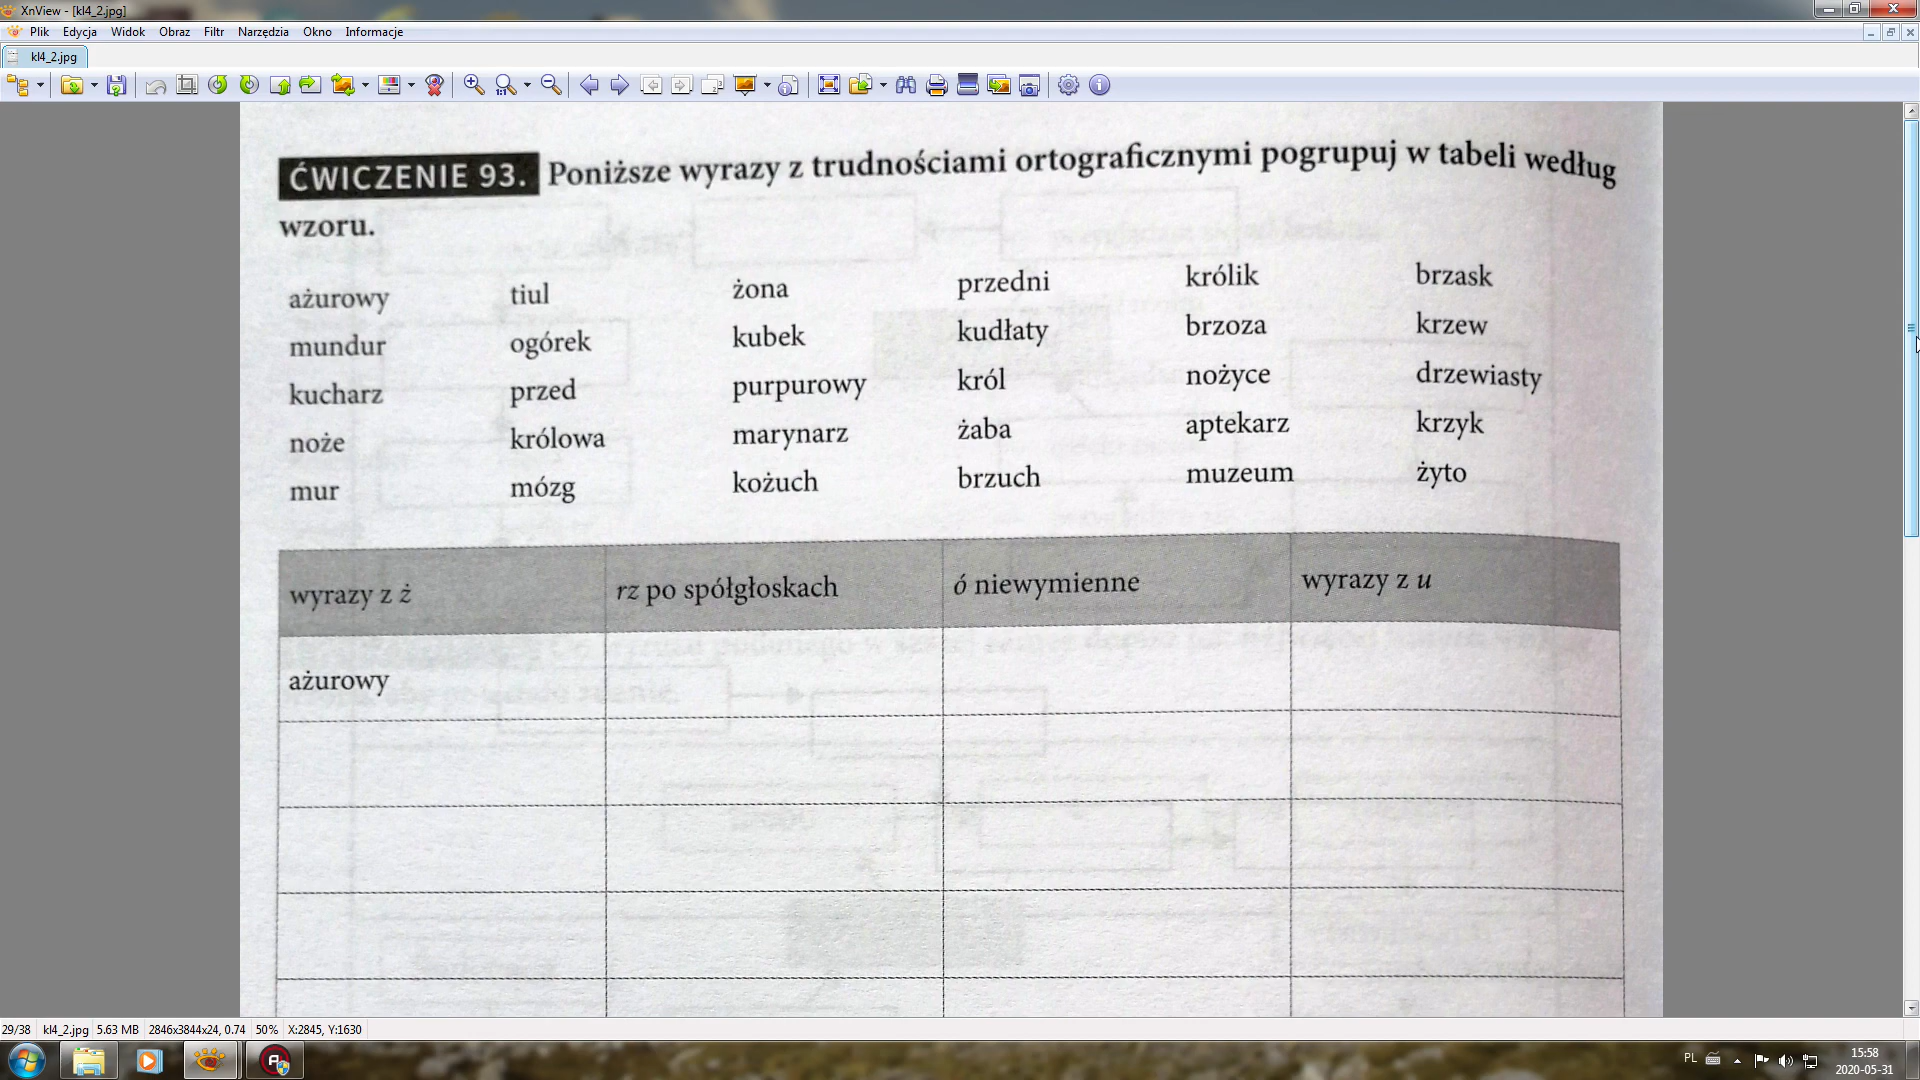 XnView - [kl4_2.jpg]
Plik Edycja Widok Obraz Filtr Narzędzia Okno Informacje
kl4_2.jpg
ĆWICZENIE 93. Poniższe wyrazy z trudnościami ortograficznymi pogrupuj w tabeli według
wzoru.
ażurowy tiul żona przedni królik brzask
mundur ogórek kubek kudłaty brzoza krzew
kucharz przed purpurowy król nożyce drzewiasty
noże królowa marynarz żaba aptekarz krzyk
mur mózg kożuch brzuch muzeum żyto
wyrazy z ż rz po spółgłoskach ó niewymienne wyrazy z u
ażurowy
29/38 kl4_2.jpg 5.63 MB 2846x3844x24, 0.74 50% X:2845, Y:1630
PL 15:58
2020-05-31